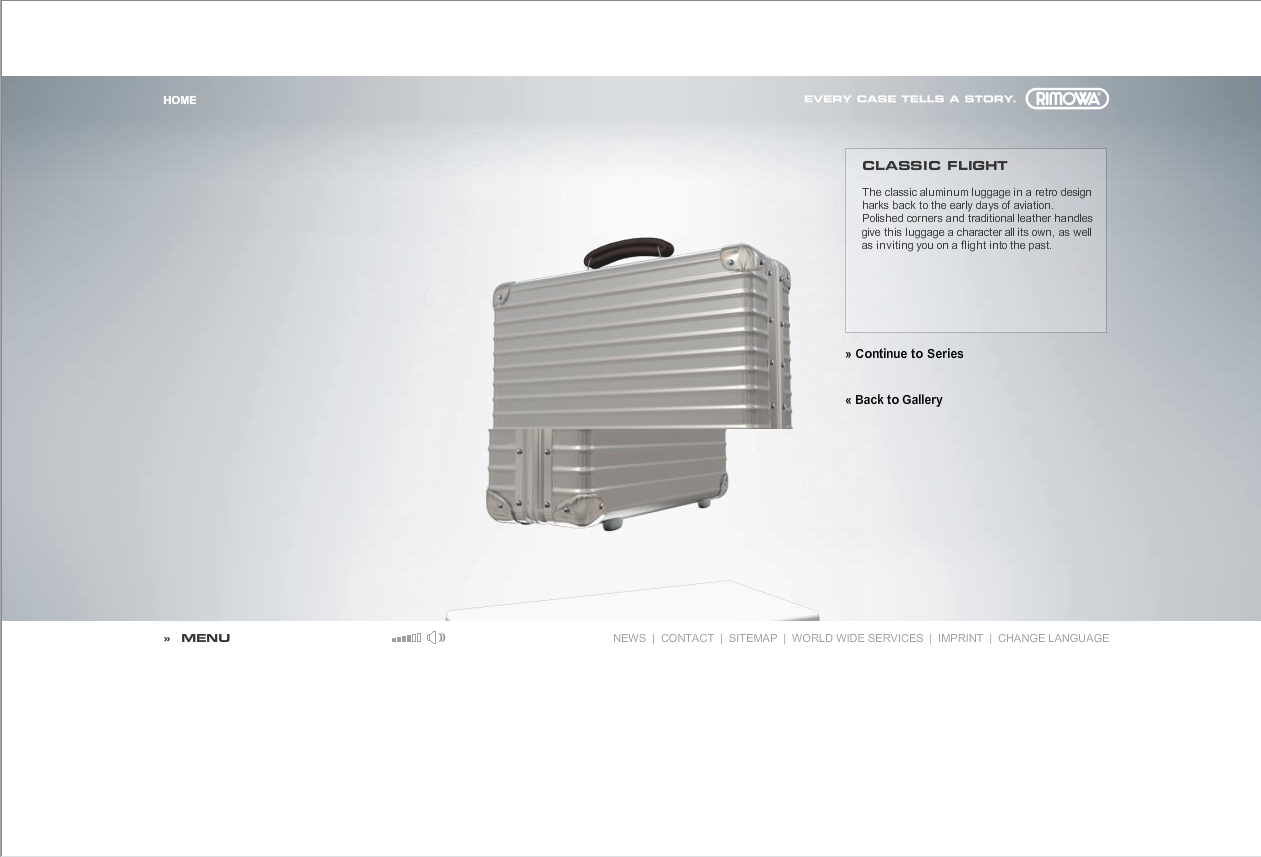 HOME
EVERY CASE TELLS A STORY. RIMOWA®
CLASSIC FLIGHT
The classic aluminum luggage in a retro design
harks back to the early days of aviation.
Polished corners and traditional leather handles
give this luggage a character all its own, as well
as inviting you on a flight into the past.
» Continue to Series
« Back to Gallery
» MENU
NEWS | CONTACT | SITEMAP | WORLD WIDE SERVICES | IMPRINT | CHANGE LANGUAGE